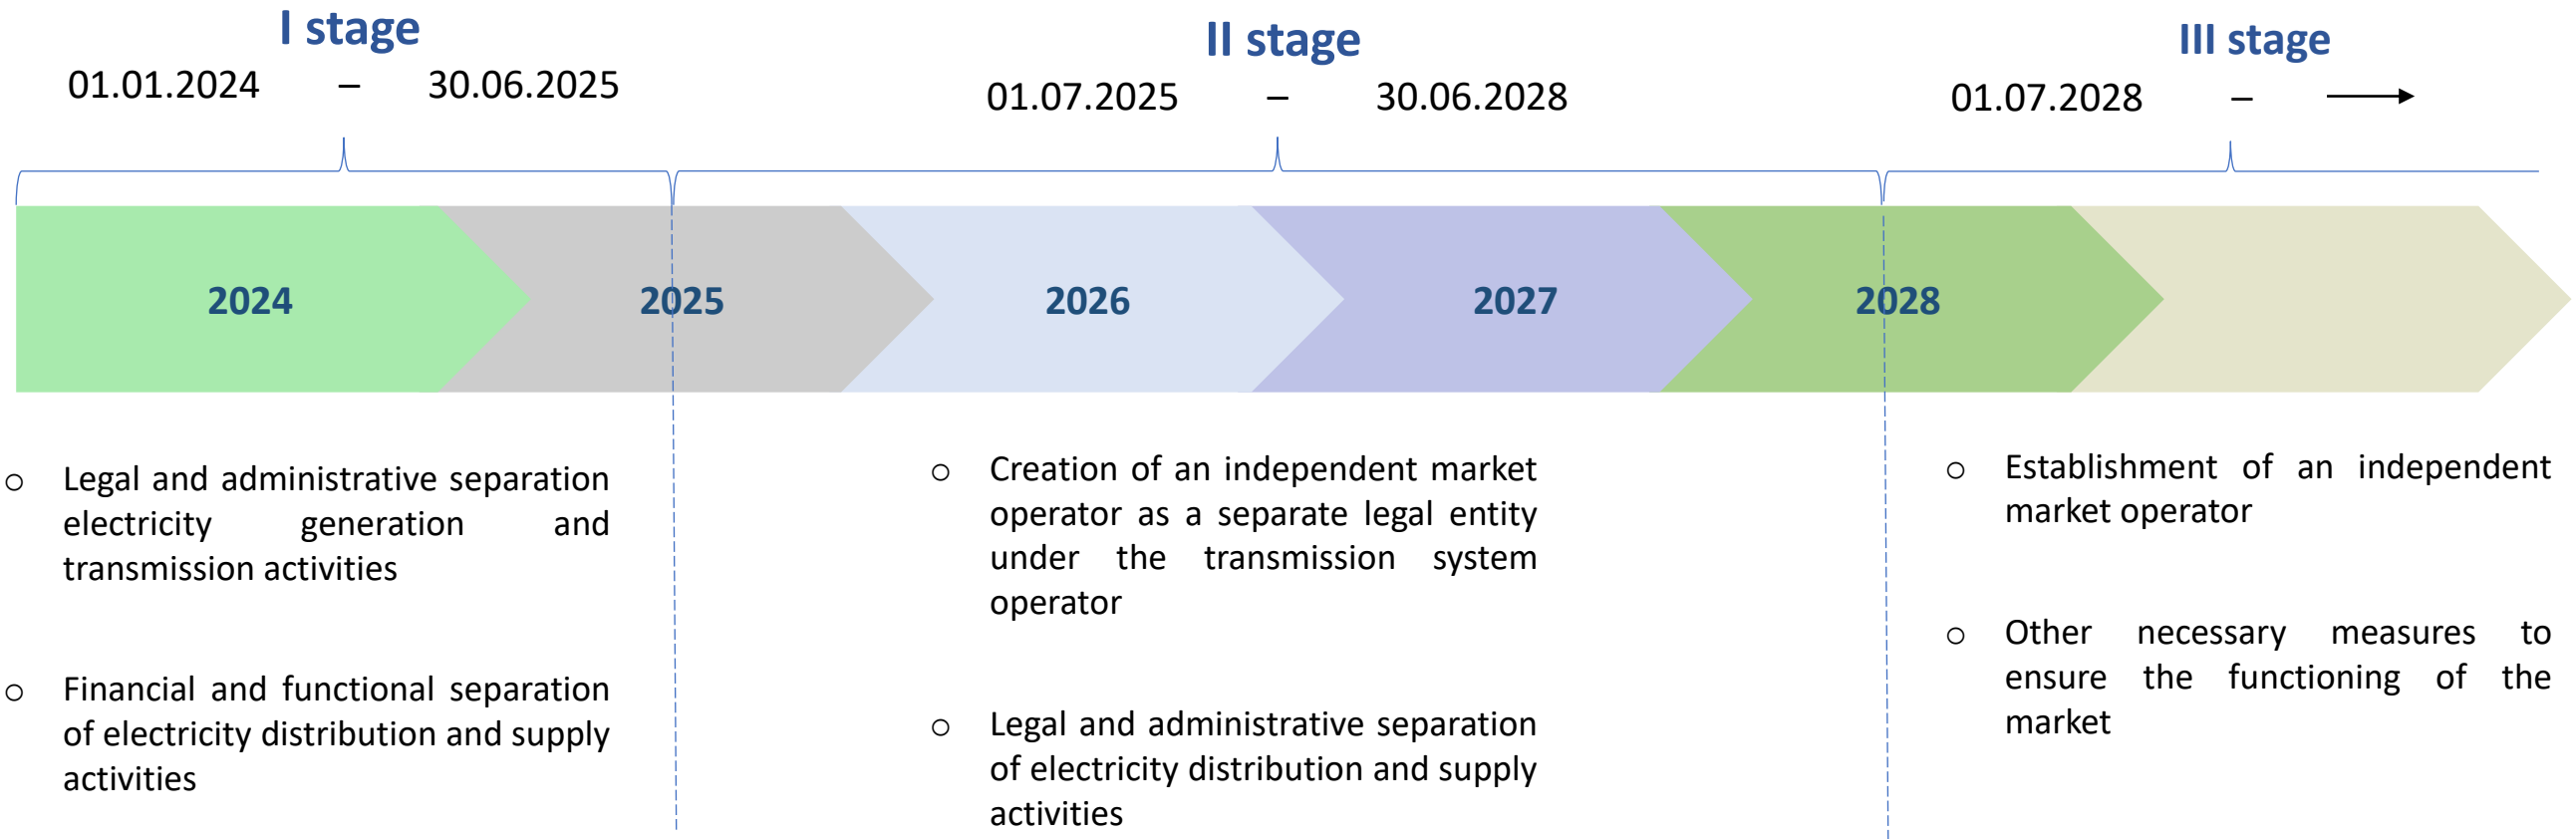 I stage
01.01.2024 – 30.06.2025
II stage
01.07.2025 – 30.06.2028
III stage
01.07.2028 –
2024
2025
2026
2027
2028
o Legal and administrative separation
electricity generation and
transmission activities
o Financial and functional separation
of electricity distribution and supply
activities
o Creation of an independent market
operator as a separate legal entity
under the transmission system
operator
o Legal and administrative separation
of electricity distribution and supply
activities
o Establishment of an independent
market operator
o Other necessary measures to
ensure the functioning of the
market